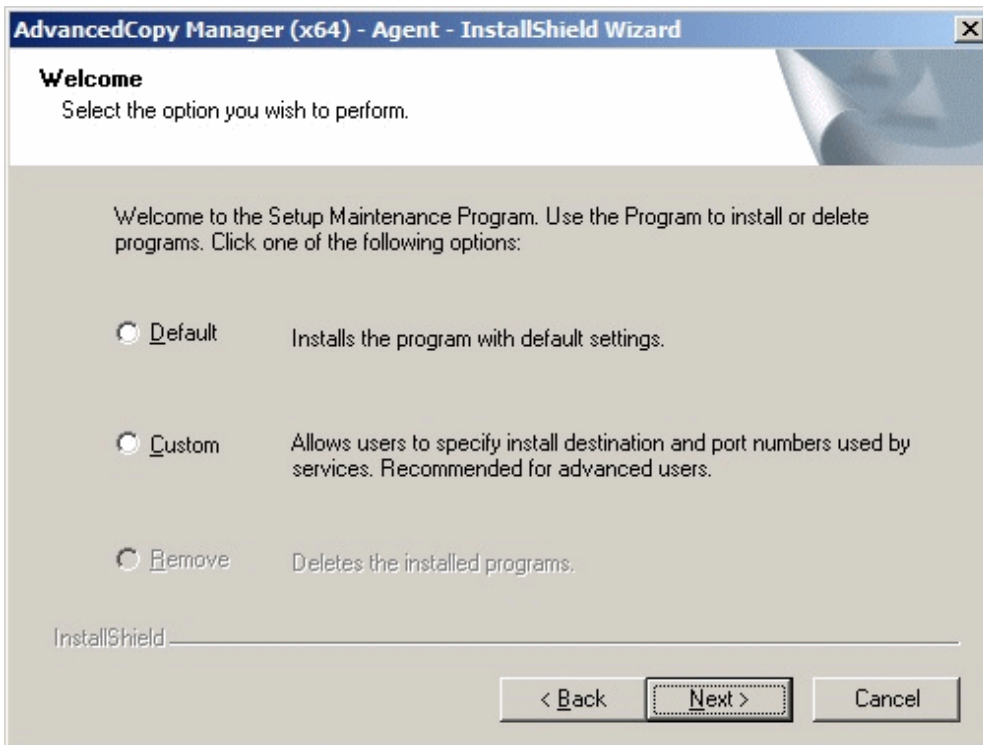 AdvancedCopy Manager (x64) - Agent - InstallShield Wizard
Welcome
Select the option you wish to perform.
Welcome to the Setup Maintenance Program. Use the Program to install or delete
programs. Click one of the following options:
Default
Installs the program with default settings.
Custom
Allows users to specify install destination and port numbers used by
services. Recommended for advanced users.
Remove
Deletes the installed programs.
InstallShield
< Back
Next >
Cancel